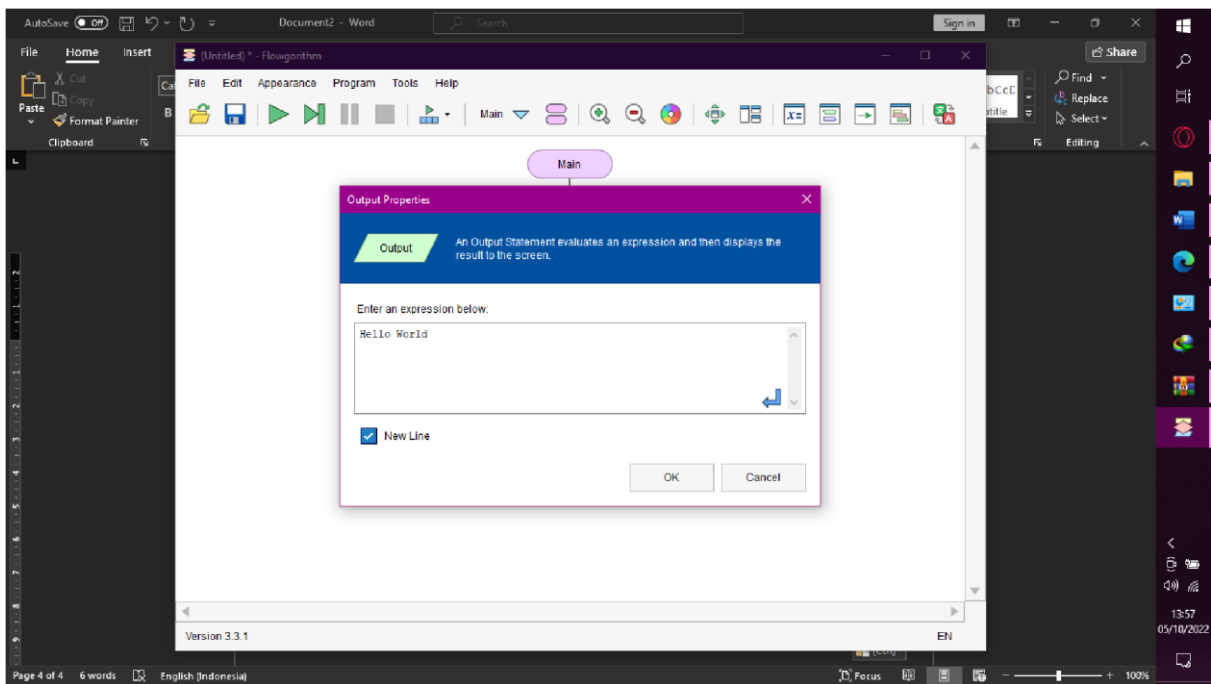 AutoSave Off Document2 - Word Search Sign in
File Home Insert Share
Paste Cut Copy Format Painter
Clipboard
Ca
B
bCcD
btitle
Find
Replace
Select
Editing
(Untitled) * - Flowgorithm
File Edit Appearance Program Tools Help
Main
Main
Output Properties
Output
An Output Statement evaluates an expression and then displays the
result to the screen.
Enter an expression below:
Hello World
New Line
OK Cancel
Version 3.3.1 EN
(Ctrl)
Page 4 of 4 6 words English (Indonesia) Focus 100%
13:57
05/10/2022